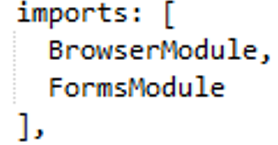 imports: [
  BrowserModule,
  FormsModule
],